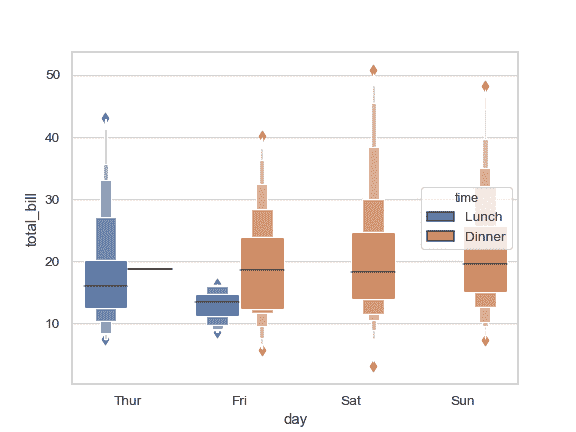 50
40
30
20
10
total_bill
time
Lunch
Dinner
Thur
Fri
Sat
Sun
day